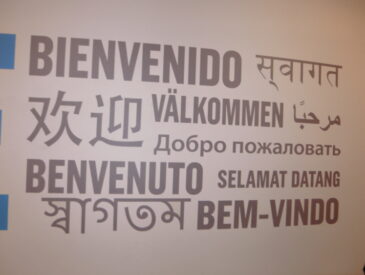 BIENVENIDO स्वागत
欢迎 VÄLKOMMEN مرحبًا
Добро пожаловать
BENVENUTO SELAMAT DATANG
স্বাগতম BEM-VINDO